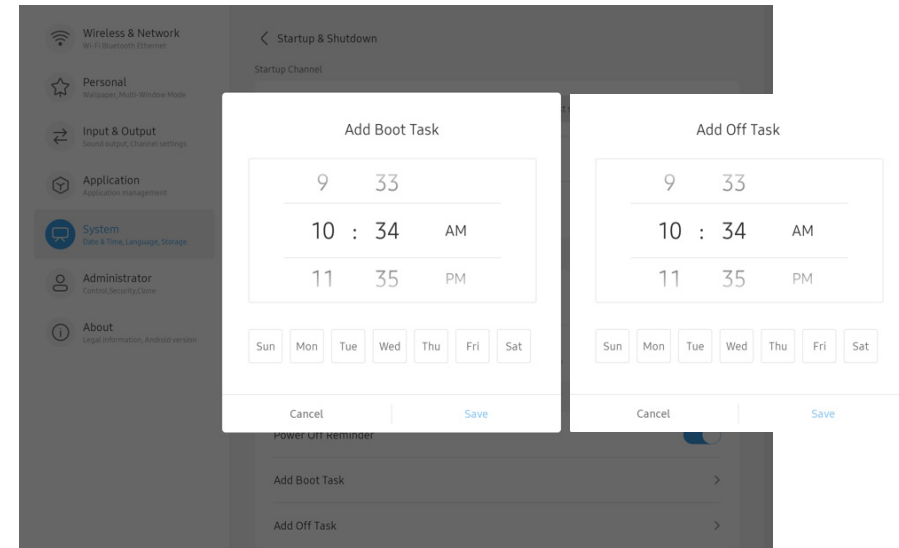 Wireless & Network
Wi-Fi Bluetooth Ethernet
Personal
Wallpaper, Multi-Window Mode
Input & Output
Sound output, Channel settings
Application
Application management
System
Date & Time, Language, Storage
Administrator
Control,Security,Clone
About
Legal information, Android version
Startup & Shutdown
Startup Channel
Add Boot Task
9 33
10 : 34 AM
11 35 PM
Sun Mon Tue Wed Thu Fri Sat
Cancel Save
Add Off Task
9 33
10 : 34 AM
11 35 PM
Sun Mon Tue Wed Thu Fri Sat
Cancel Save
Power Off Reminder
Add Boot Task
Add Off Task